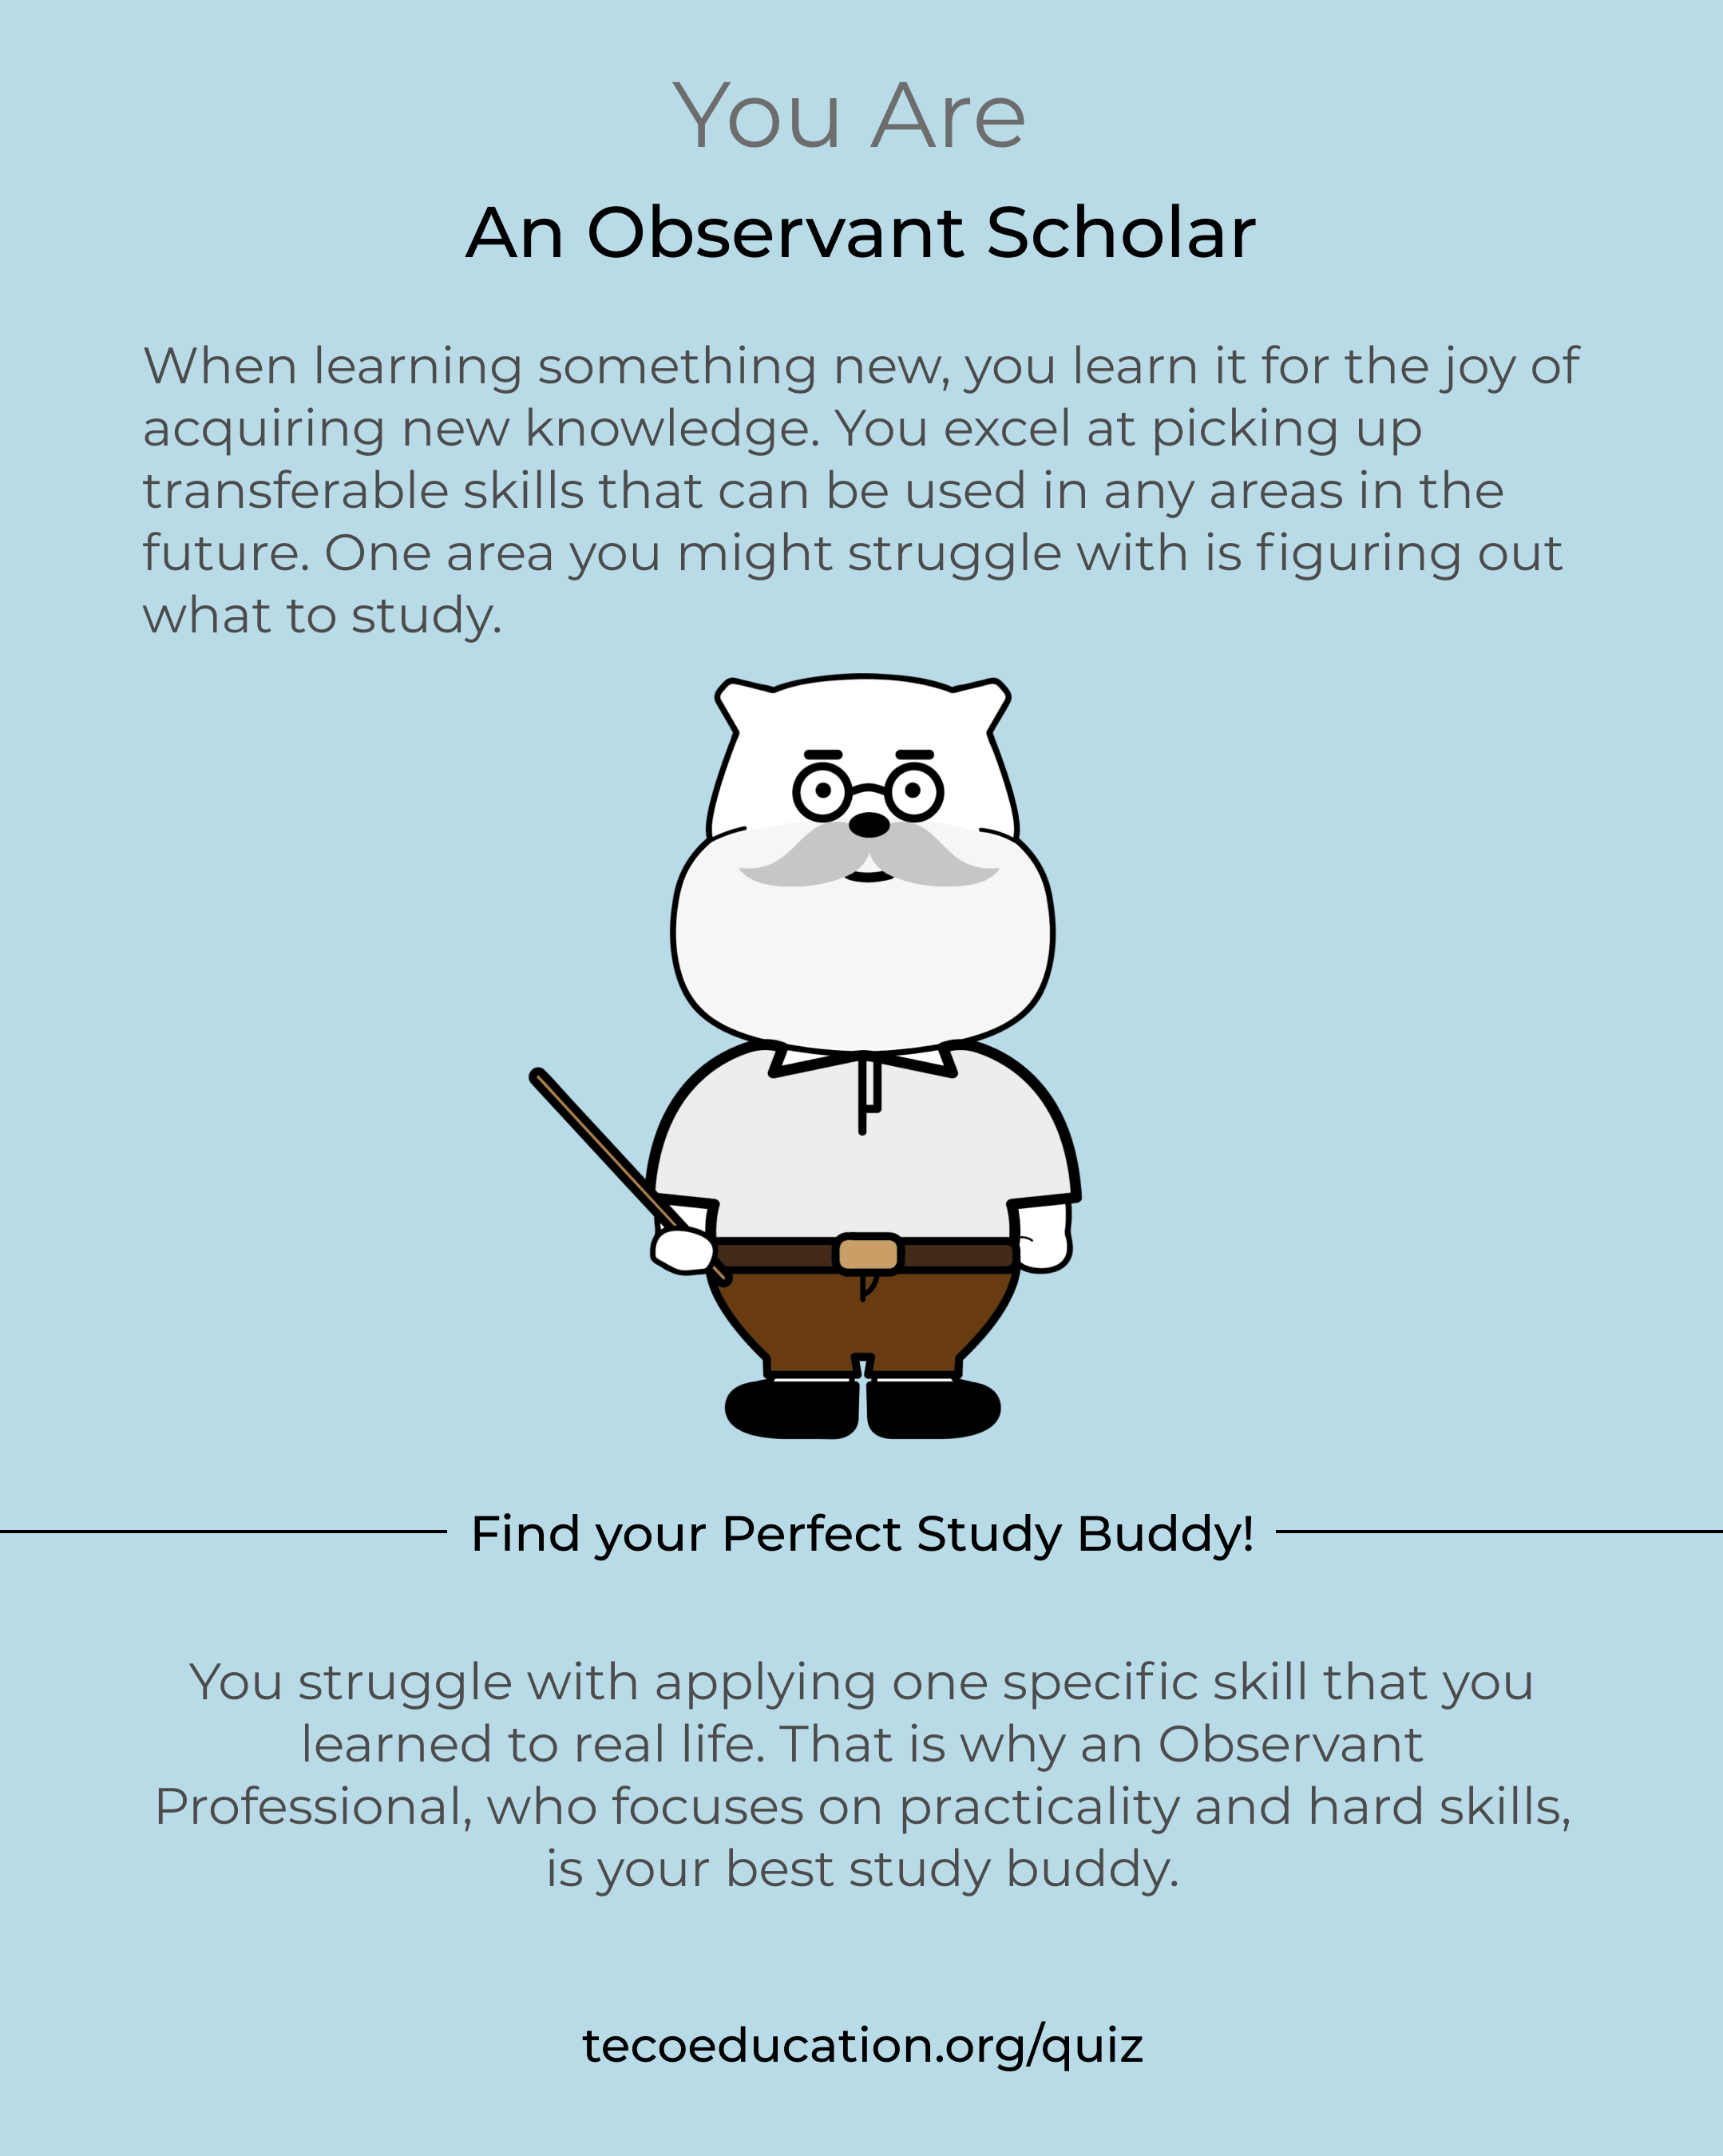 You Are
An Observant Scholar
When learning something new, you learn it for the joy of
acquiring new knowledge. You excel at picking up
transferable skills that can be used in any areas in the
future. One area you might struggle with is figuring out
what to study.
Find your Perfect Study Buddy!
You struggle with applying one specific skill that you
learned to real life. That is why an Observant
Professional, who focuses on practicality and hard skills,
is your best study buddy.
tecoeducation.org/quiz